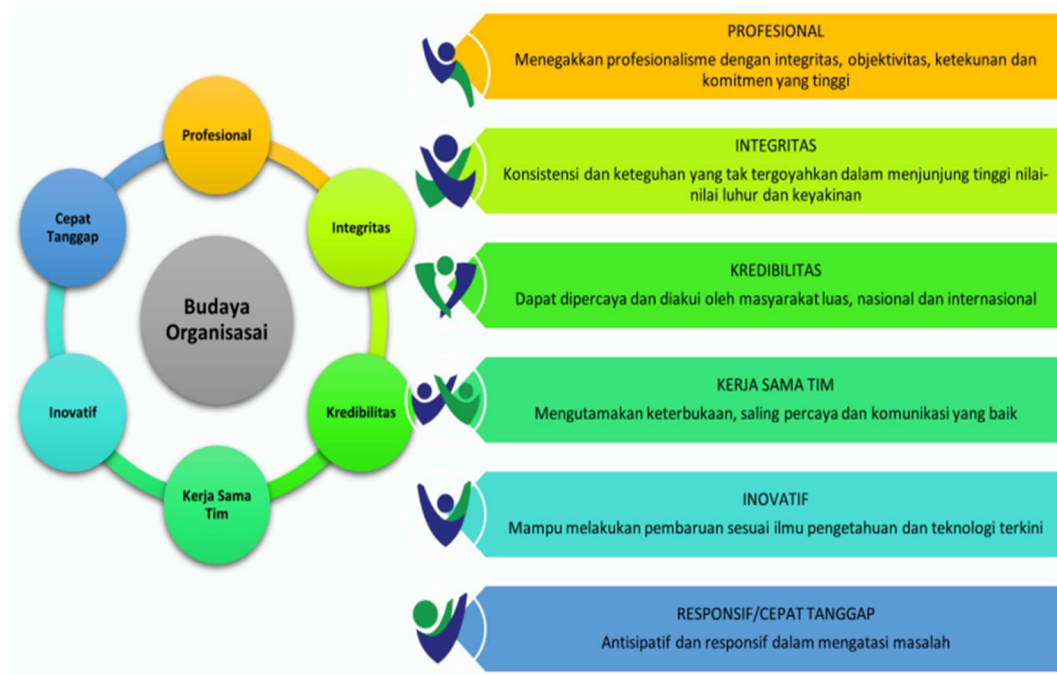 Profesional
Integritas
Kredibilitas
Kerja Sama
Tim
Inovatif
Cepat
Tanggap
Budaya
Organisasai
PROFESIONAL
Menegakkan profesionalisme dengan integritas, objektivitas, ketekunan dan
komitmen yang tinggi
INTEGRITAS
Konsistensi dan keteguhan yang tak tergoyahkan dalam menjunjung tinggi nilai-
nilai luhur dan keyakinan
KREDIBILITAS
Dapat dipercaya dan diakui oleh masyarakat luas, nasional dan internasional
KERJA SAMA TIM
Mengutamakan keterbukaan, saling percaya dan komunikasi yang baik
INOVATIF
Mampu melakukan pembaruan sesuai ilmu pengetahuan dan teknologi terkini
RESPONSIF/CEPAT TANGGAP
Antisipatif dan responsif dalam mengatasi masalah